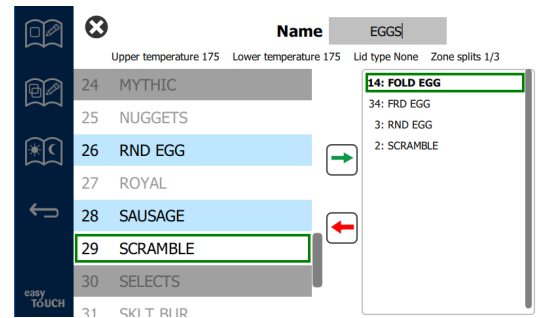 Name EGGS
Upper temperature 175 Lower temperature 175 Lid type None Zone splits 1/3
24 MYTHIC
25 NUGGETS
26 RND EGG
27 ROYAL
28 SAUSAGE
29 SCRAMBLE
30 SELECTS
31 SKLT BUR
14: FOLD EGG
34: FRD EGG
3: RND EGG
2: SCRAMBLE
easy
TOUCH